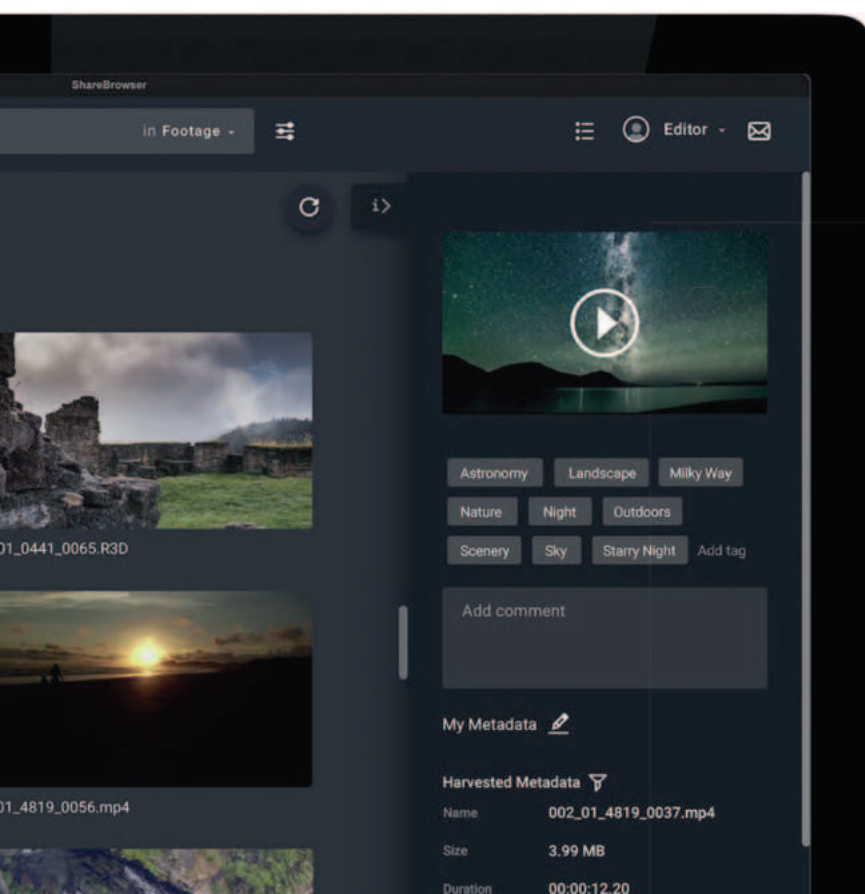 ShareBrowser
in Footage
Editor
i
Astronomy Landscape Milky Way
Nature Night Outdoors
Scenery Sky Starry Night Add tag
01_0441_0065.R3D
Add comment
My Metadata
Harvested Metadata
01_4819_0056.mp4
Name 002_01_4819_0037.mp4
Size 3.99 MB
Duration 00:00:12.20